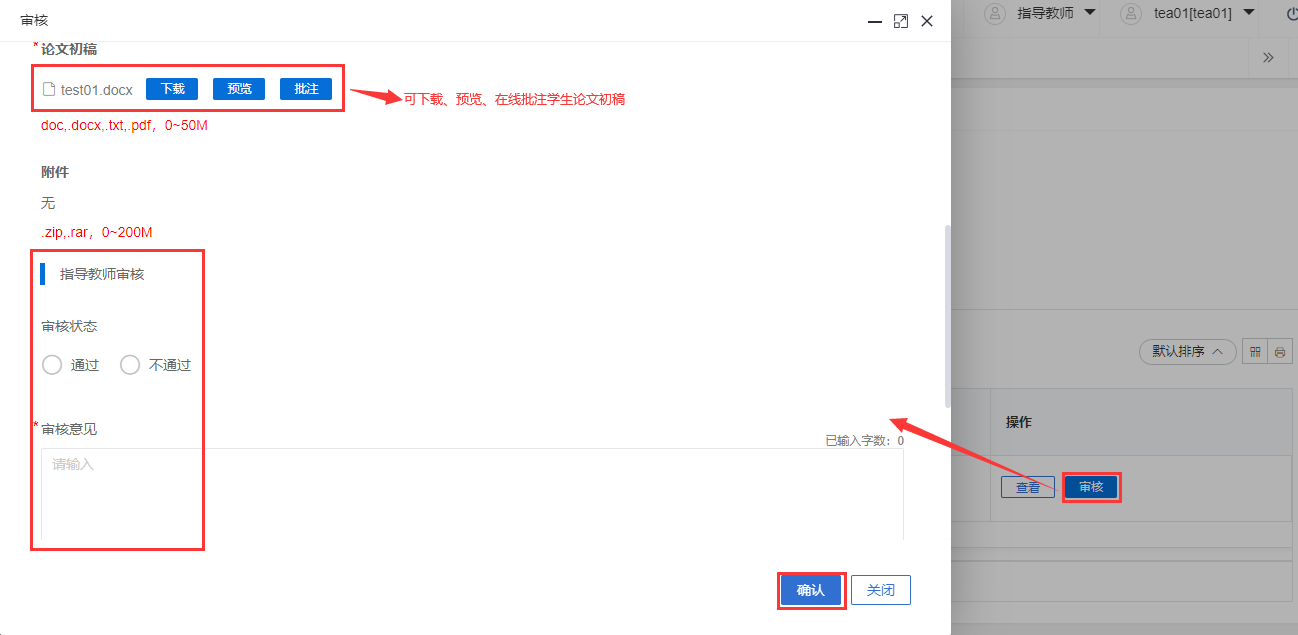 审核
指导教师
tea01[tea01]
*论文初稿
test01.docx 下载 预览 批注
可下载、预览、在线批注学生论文初稿
doc,.docx,.txt,.pdf，0~50M
附件
无
.zip,.rar，0~200M
指导教师审核
审核状态
通过 不通过
默认排序
*审核意见
已输入字数：0
请输入
操作
查看 审核
确认 关闭